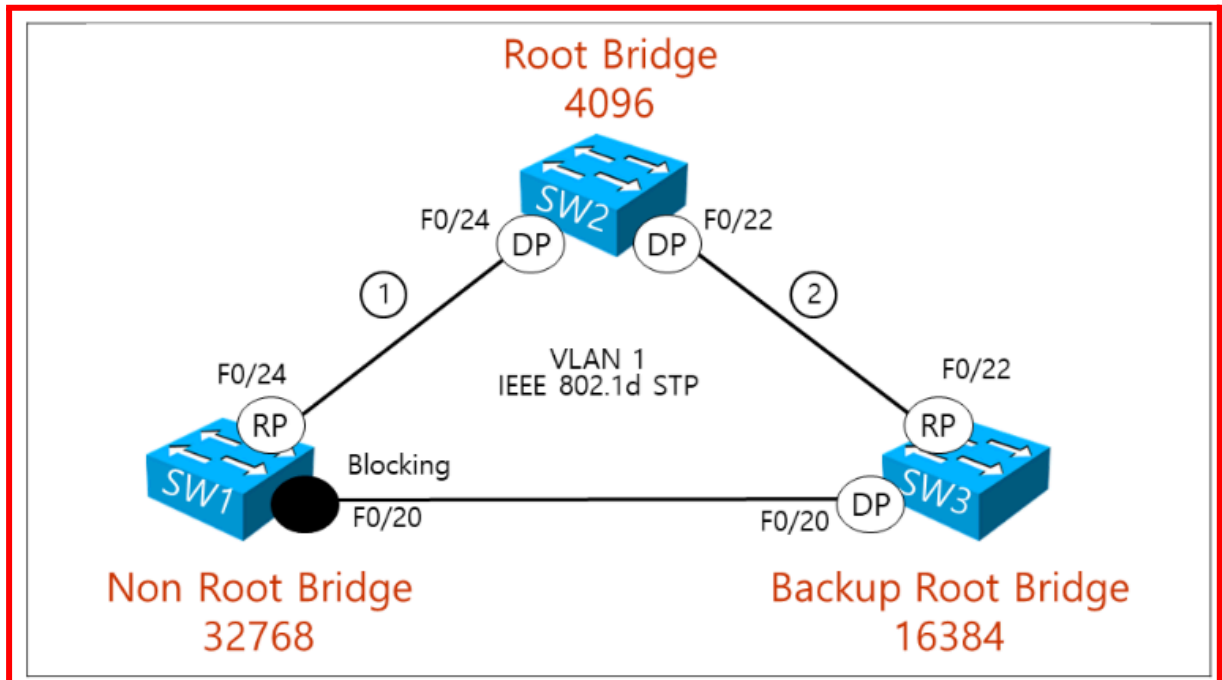 Root Bridge
4096
SW2
F0/24
F0/22
DP
DP
1
2
VLAN 1
IEEE 802.1d STP
F0/24
F0/22
RP
RP
Blocking
SW1
SW3
F0/20
F0/20
DP
Non Root Bridge
32768
Backup Root Bridge
16384